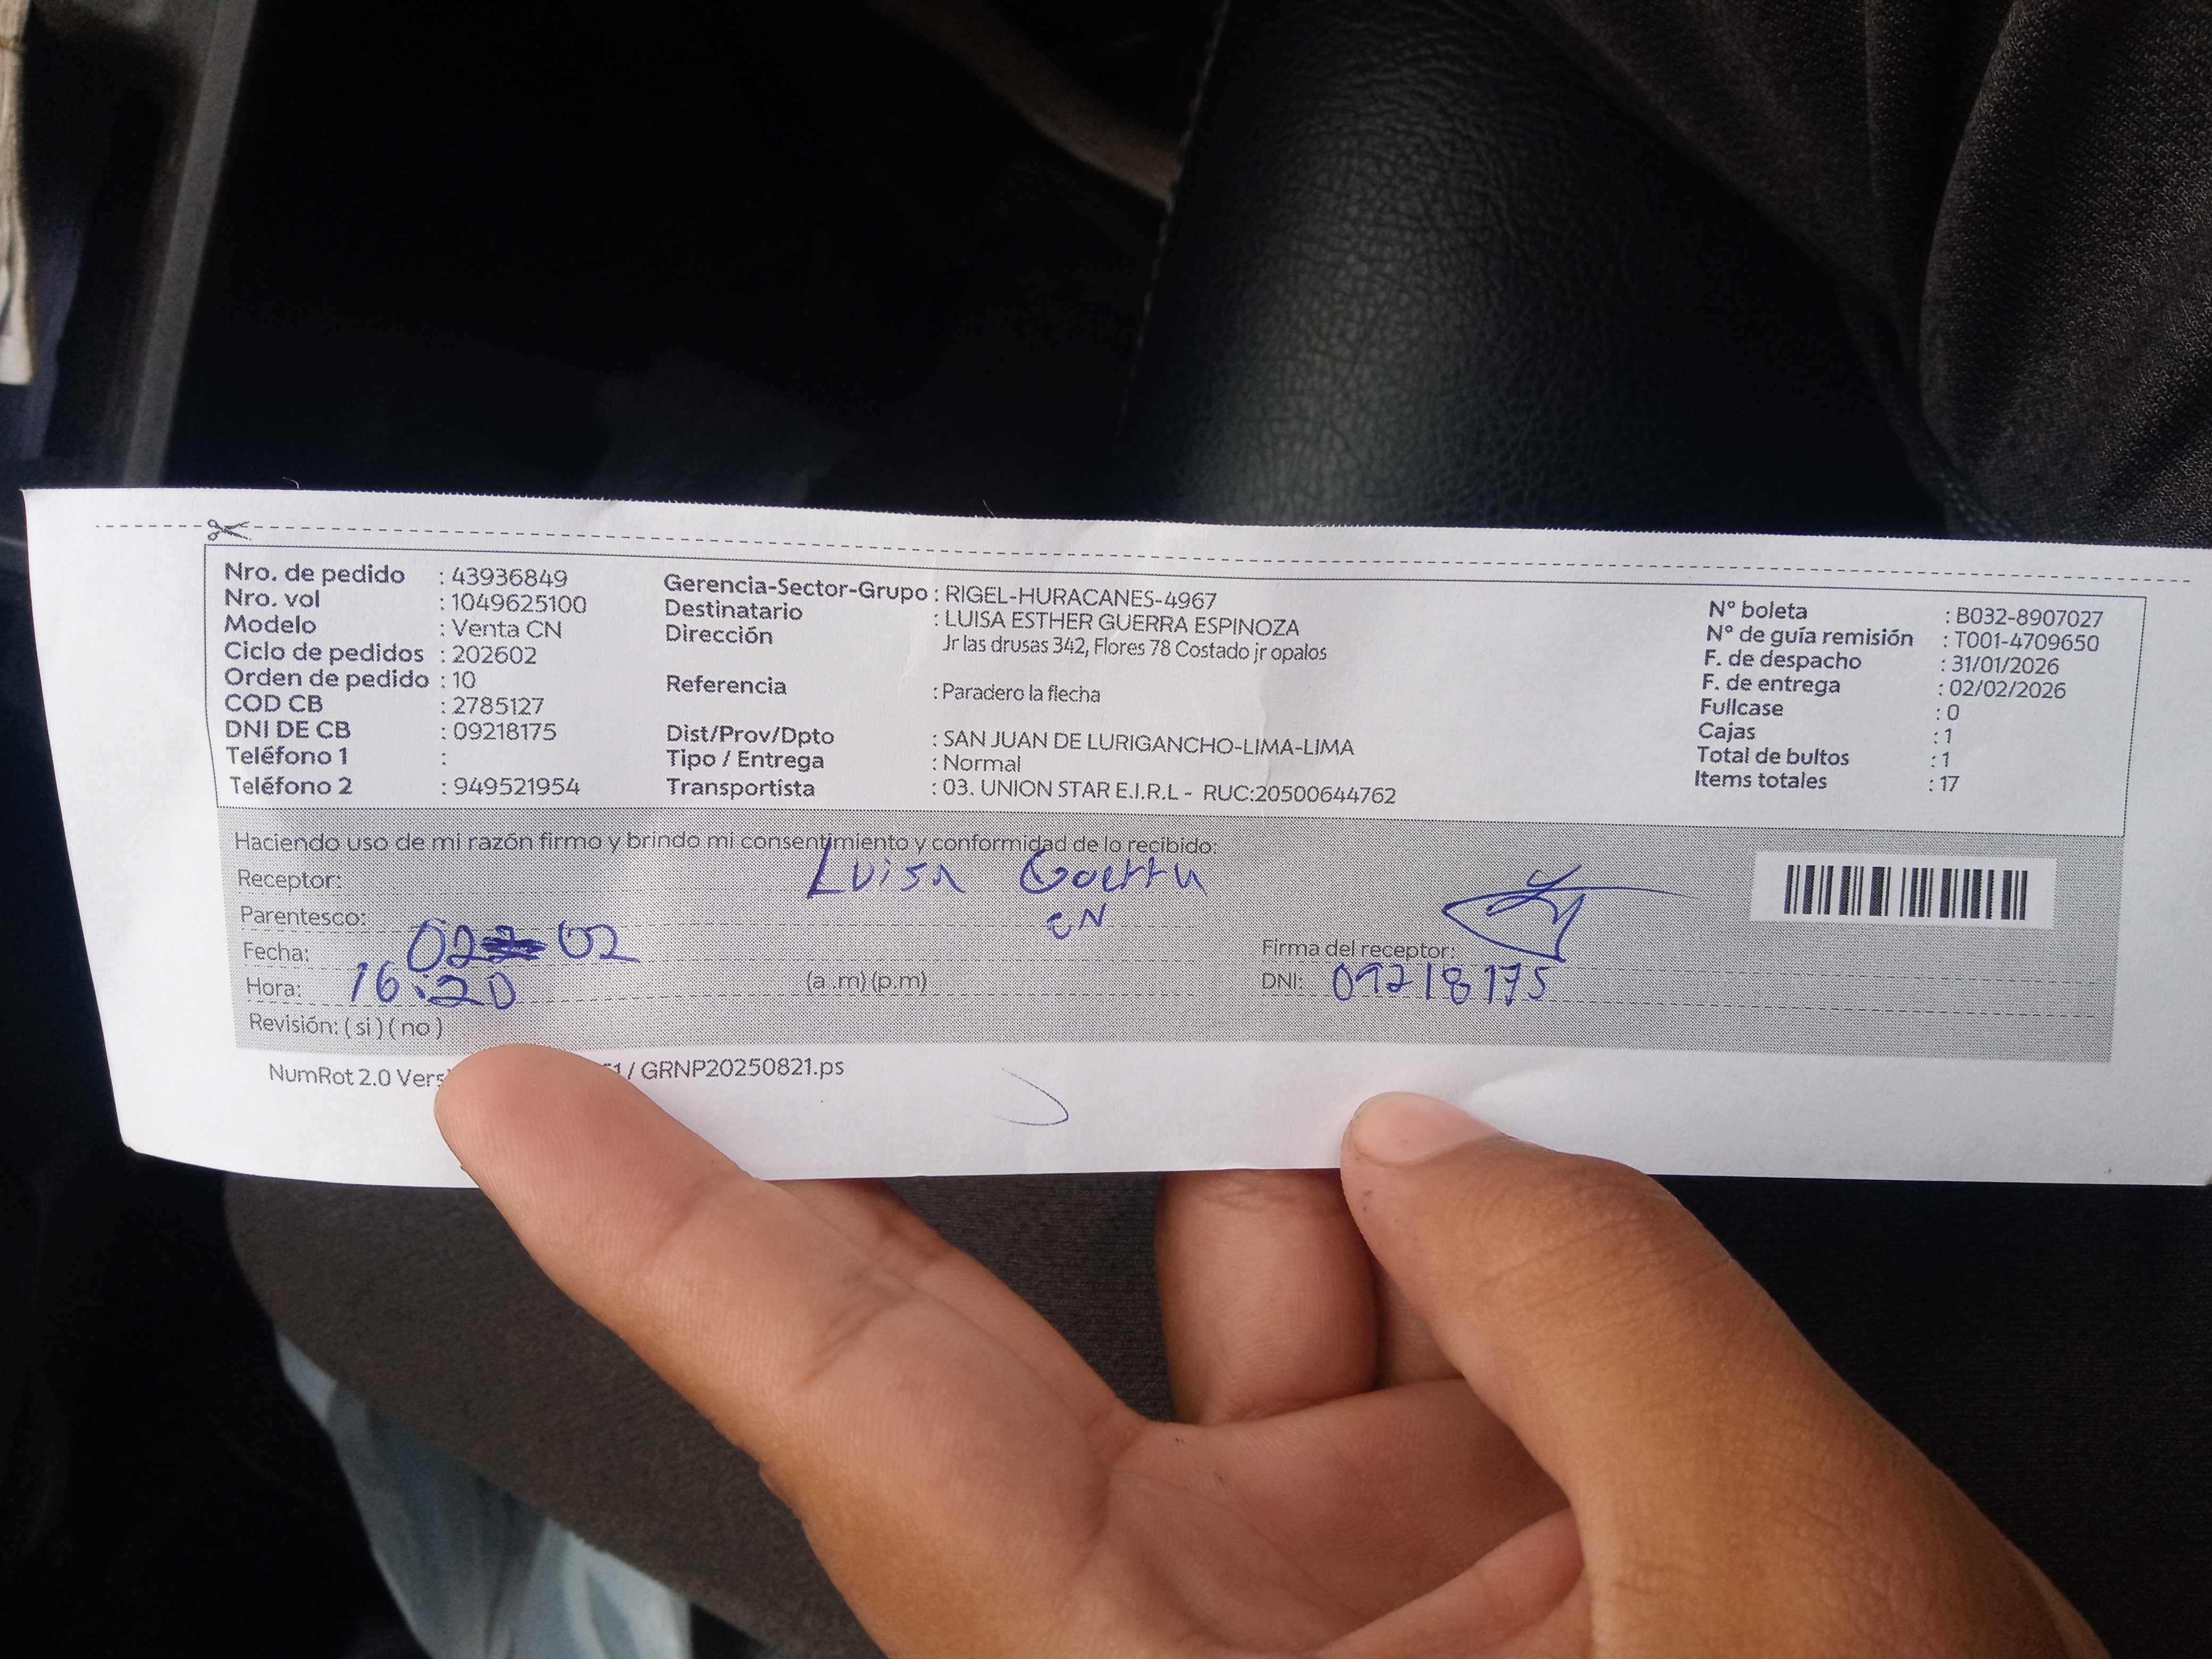 Nro. de pedido : 43936849
Nro. vol : 1049625100
Modelo : Venta CN
Ciclo de pedidos : 202602
Orden de pedido : 10
COD CB : 2785127
DNI DE CB : 09218175
Teléfono 1 :
Teléfono 2 : 949521954
Gerencia-Sector-Grupo : RIGEL-HURACANES-4967
Destinatario : LUISA ESTHER GUERRA ESPINOZA
Dirección Jr las drusas 342, Flores 78 Costado jr opalos
Referencia : Paradero la flecha
Dist/Prov/Dpto : SAN JUAN DE LURIGANCHO-LIMA-LIMA
Tipo / Entrega : Normal
Transportista : 03. UNION STAR E.I.R.L - RUC:20500644762
N° boleta : B032-8907027
N° de guía remisión : T001-4709650
F. de despacho : 31/01/2026
F. de entrega : 02/02/2026
Fullcase : 0
Cajas : 1
Total de bultos : 1
Items totales : 17
Haciendo uso de mi razón firmo y brindo mi consentimiento y conformidad de lo recibido:
Receptor: Luisa Guerra
Parentesco: CN
Fecha: 02 02
Hora: 16:20 (a .m) (p.m)
Revisión: ( si ) ( no )
Firma del receptor:
DNI: 09218175
NumRot 2.0 / GRNP20250821.ps